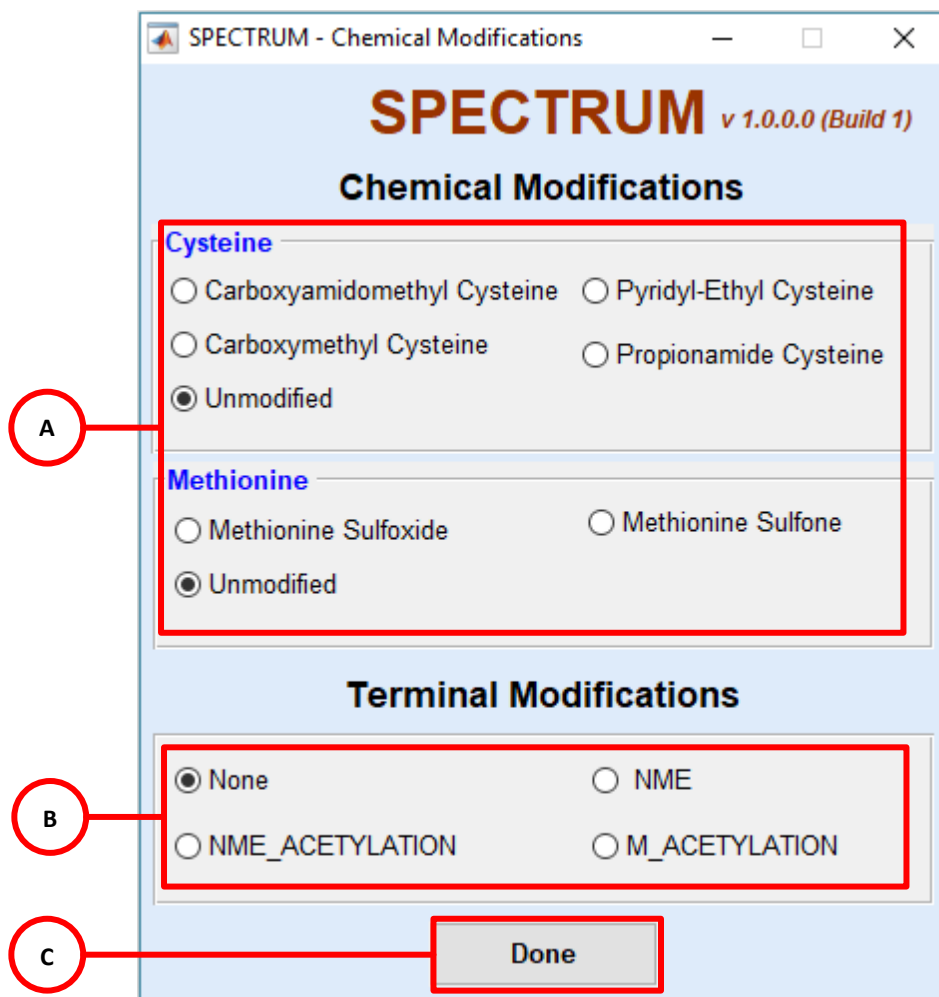 SPECTRUM - Chemical Modifications
SPECTRUM v 1.0.0.0 (Build 1)
Chemical Modifications
Cysteine
Carboxyamidomethyl Cysteine Pyridyl-Ethyl Cysteine
Carboxymethyl Cysteine Propionamide Cysteine
Unmodified
A
Methionine
Methionine Sulfoxide Methionine Sulfone
Unmodified
Terminal Modifications
None NME
B
NME_ACETYLATION M_ACETYLATION
C Done